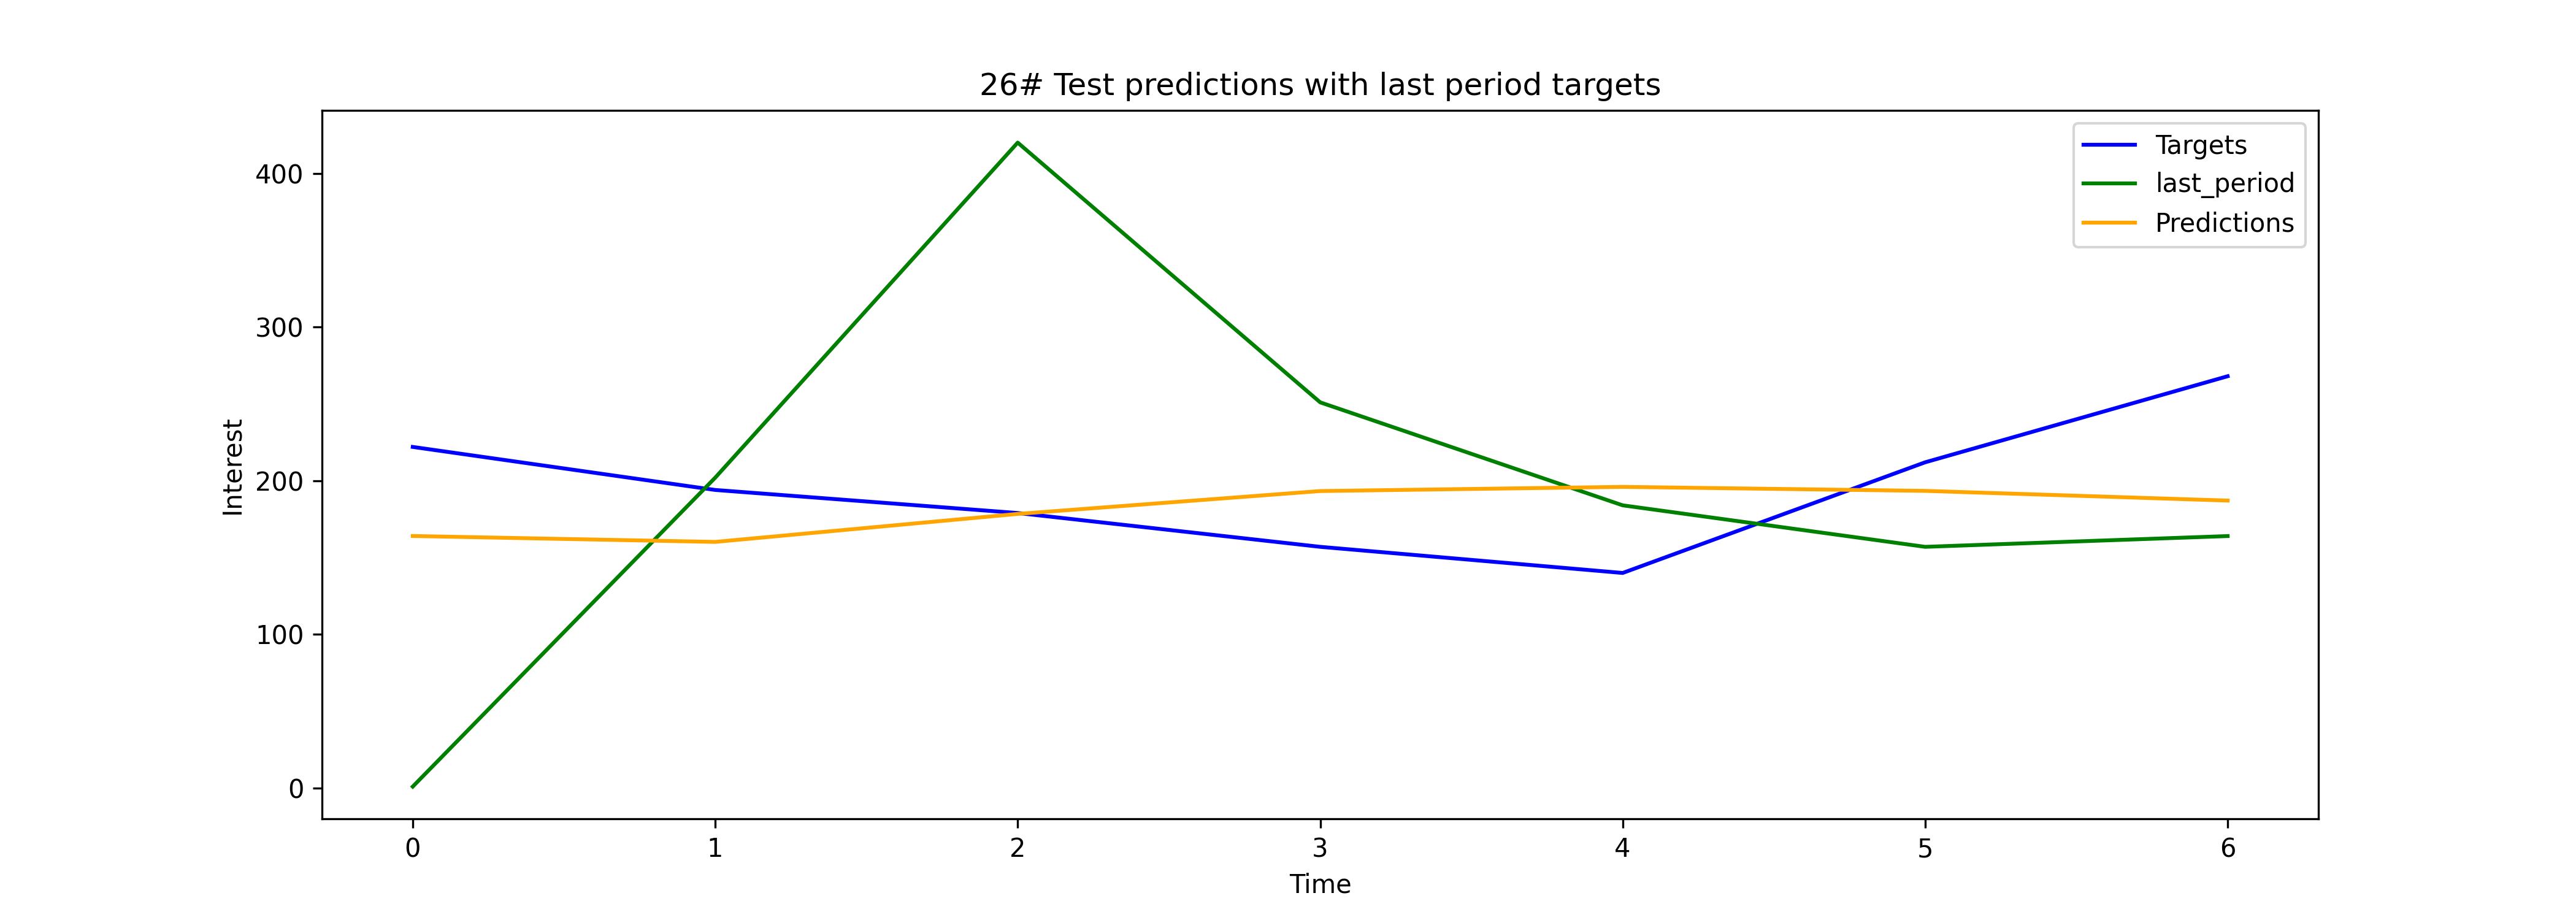 26# Test predictions with last period targets
Targets
last_period
Predictions
400
300
200
100
0
Interest
0 1 2 3 4 5 6
Time